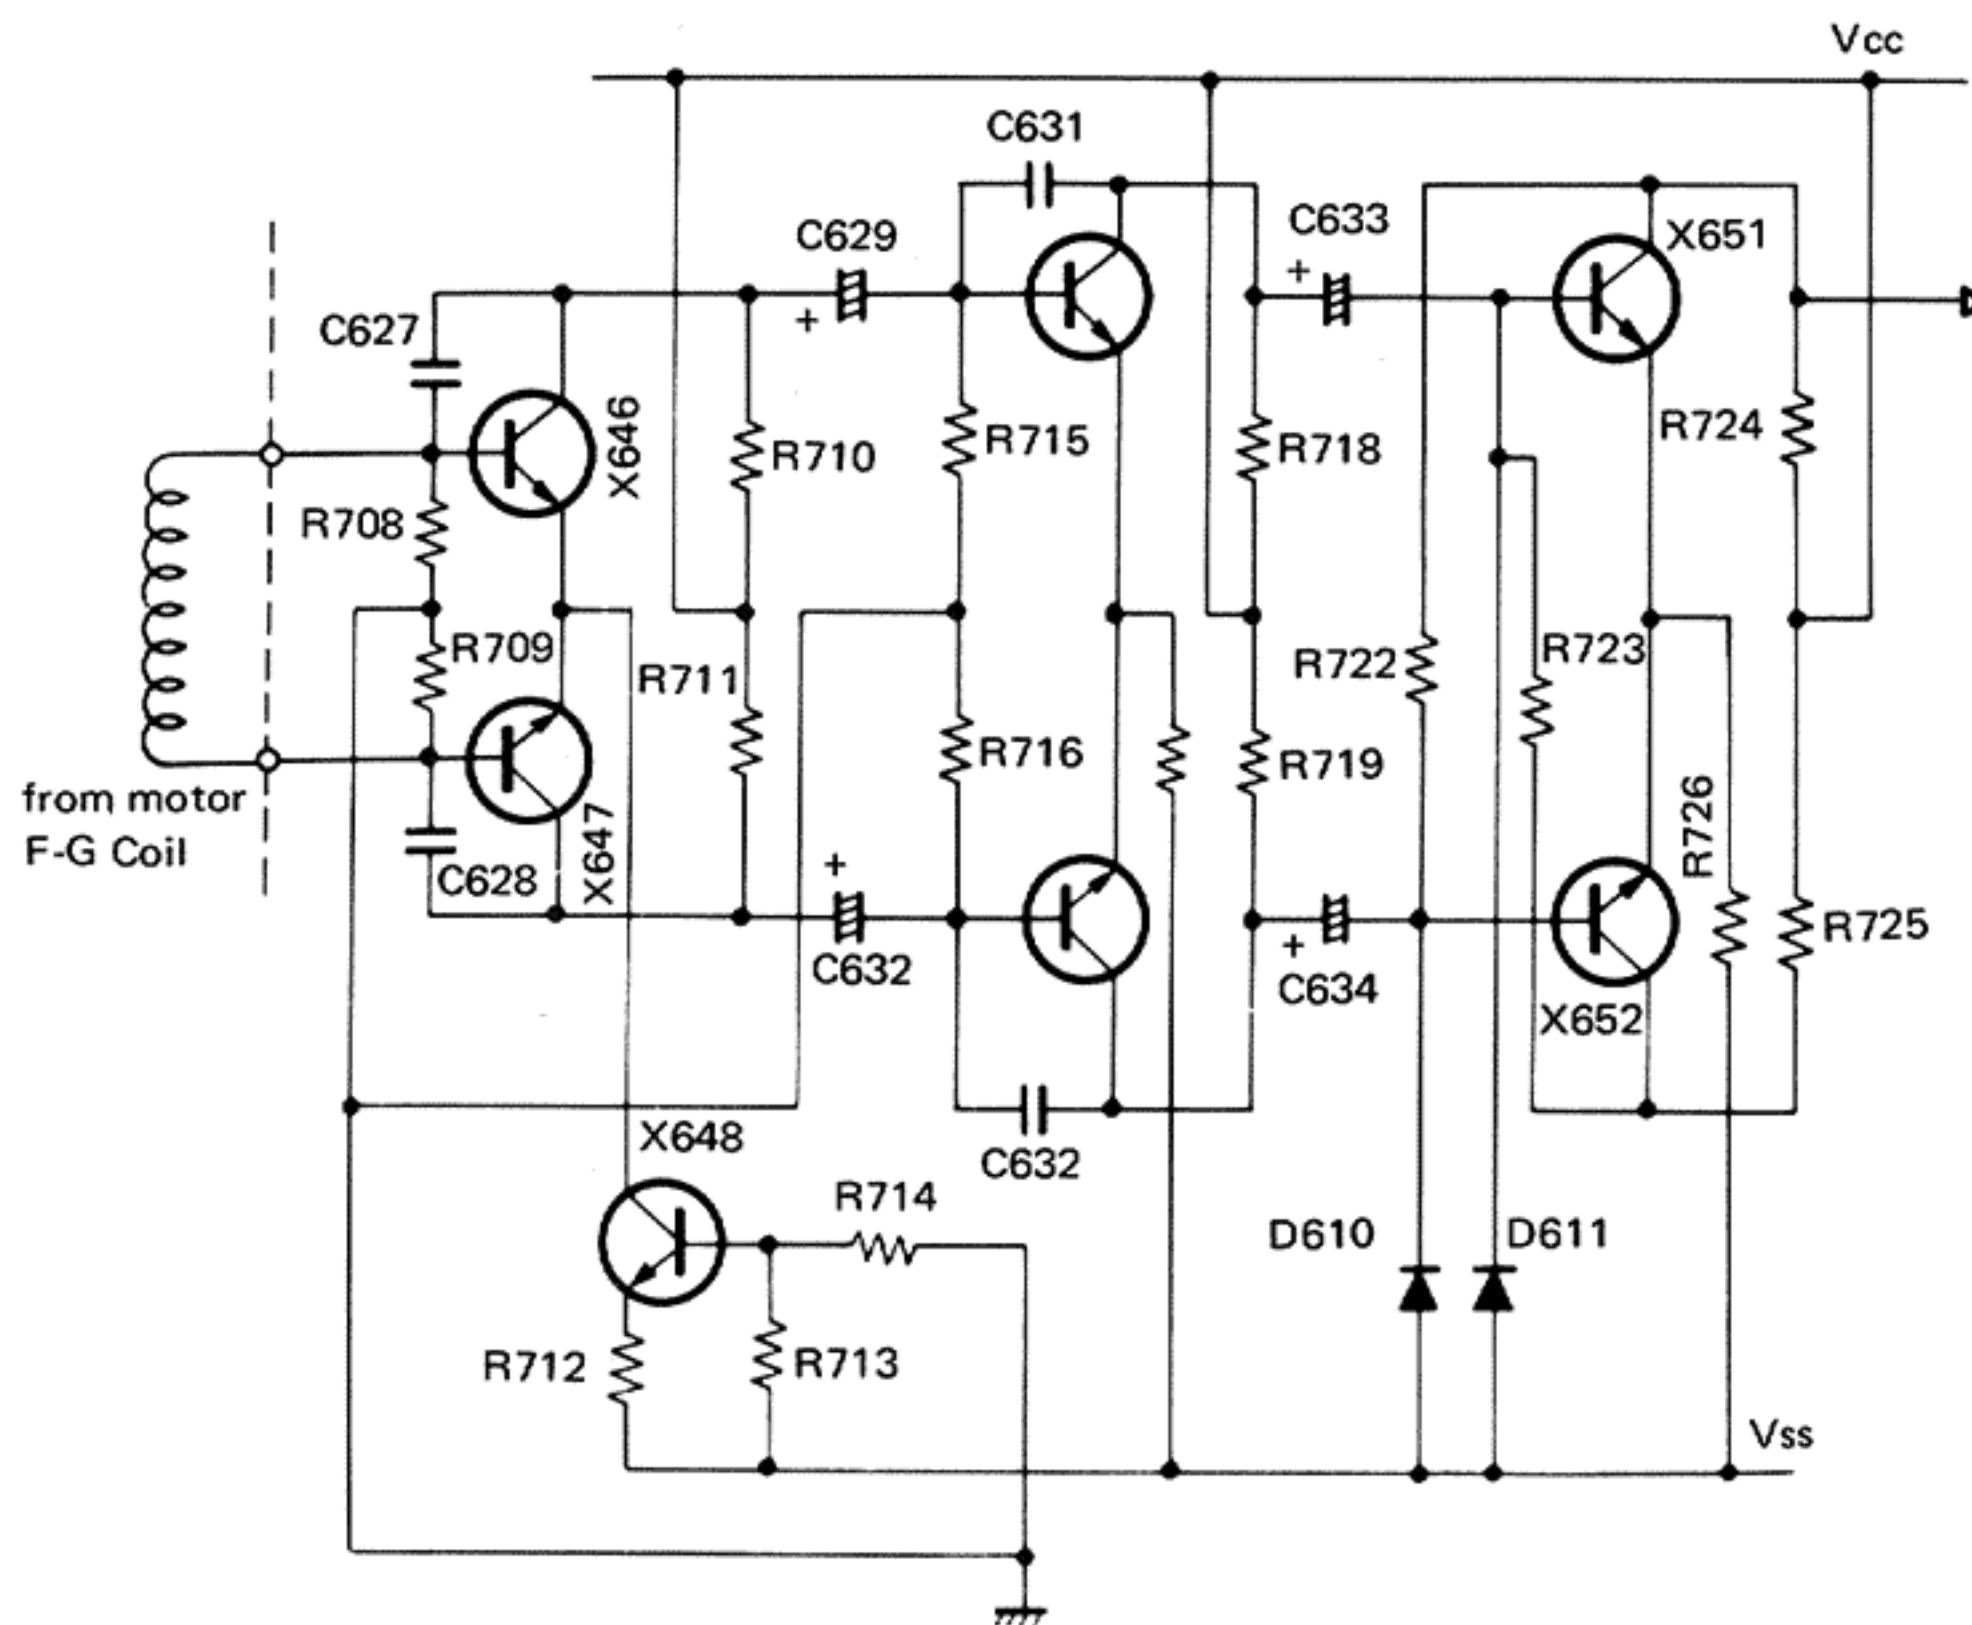 Vcc
C631
C633
X651
C629
+
+
C627
X646
R710
R715
R718
R724
R708
R709
R711
R722
R723
R716
R719
R726
from motor
F-G Coil
C628
X647
+
C632
+
C634
R725
X652
X648
C632
R714
D610
D611
R712
R713
Vss